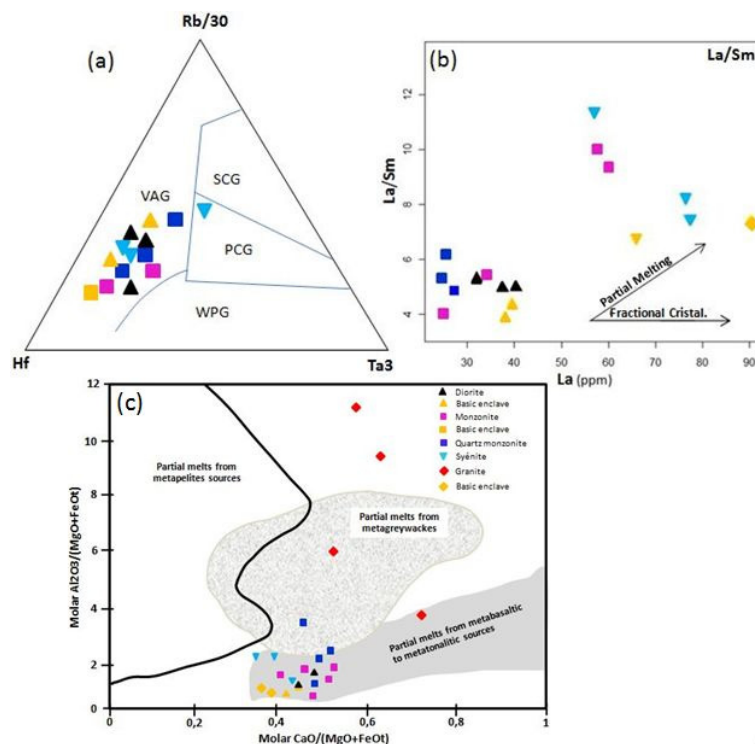 Rb/30
(a)
SCG
VAG
PCG
WPG
Hf
Ta3
(b)
La/Sm
12
10
8
6
4
La/Sm
Partial Melting
Fractional Cristal.
30
40
50
60
70
80
90
La (ppm)
(c)
12
10
8
6
4
2
0
Molar Al2O3/(MgO+FeOt)
Partial melts from
metapelites sources
Partial melts from
metagreywackes
Partial melts from metabasaltic
to metatonalitic sources
Diorite
Basic enclave
Monzonite
Basic enclave
Quartz monzonite
Syénite
Granite
Basic enclave
0
0,2
0,4
0,6
0,8
1
Molar CaO/(MgO+FeOt)